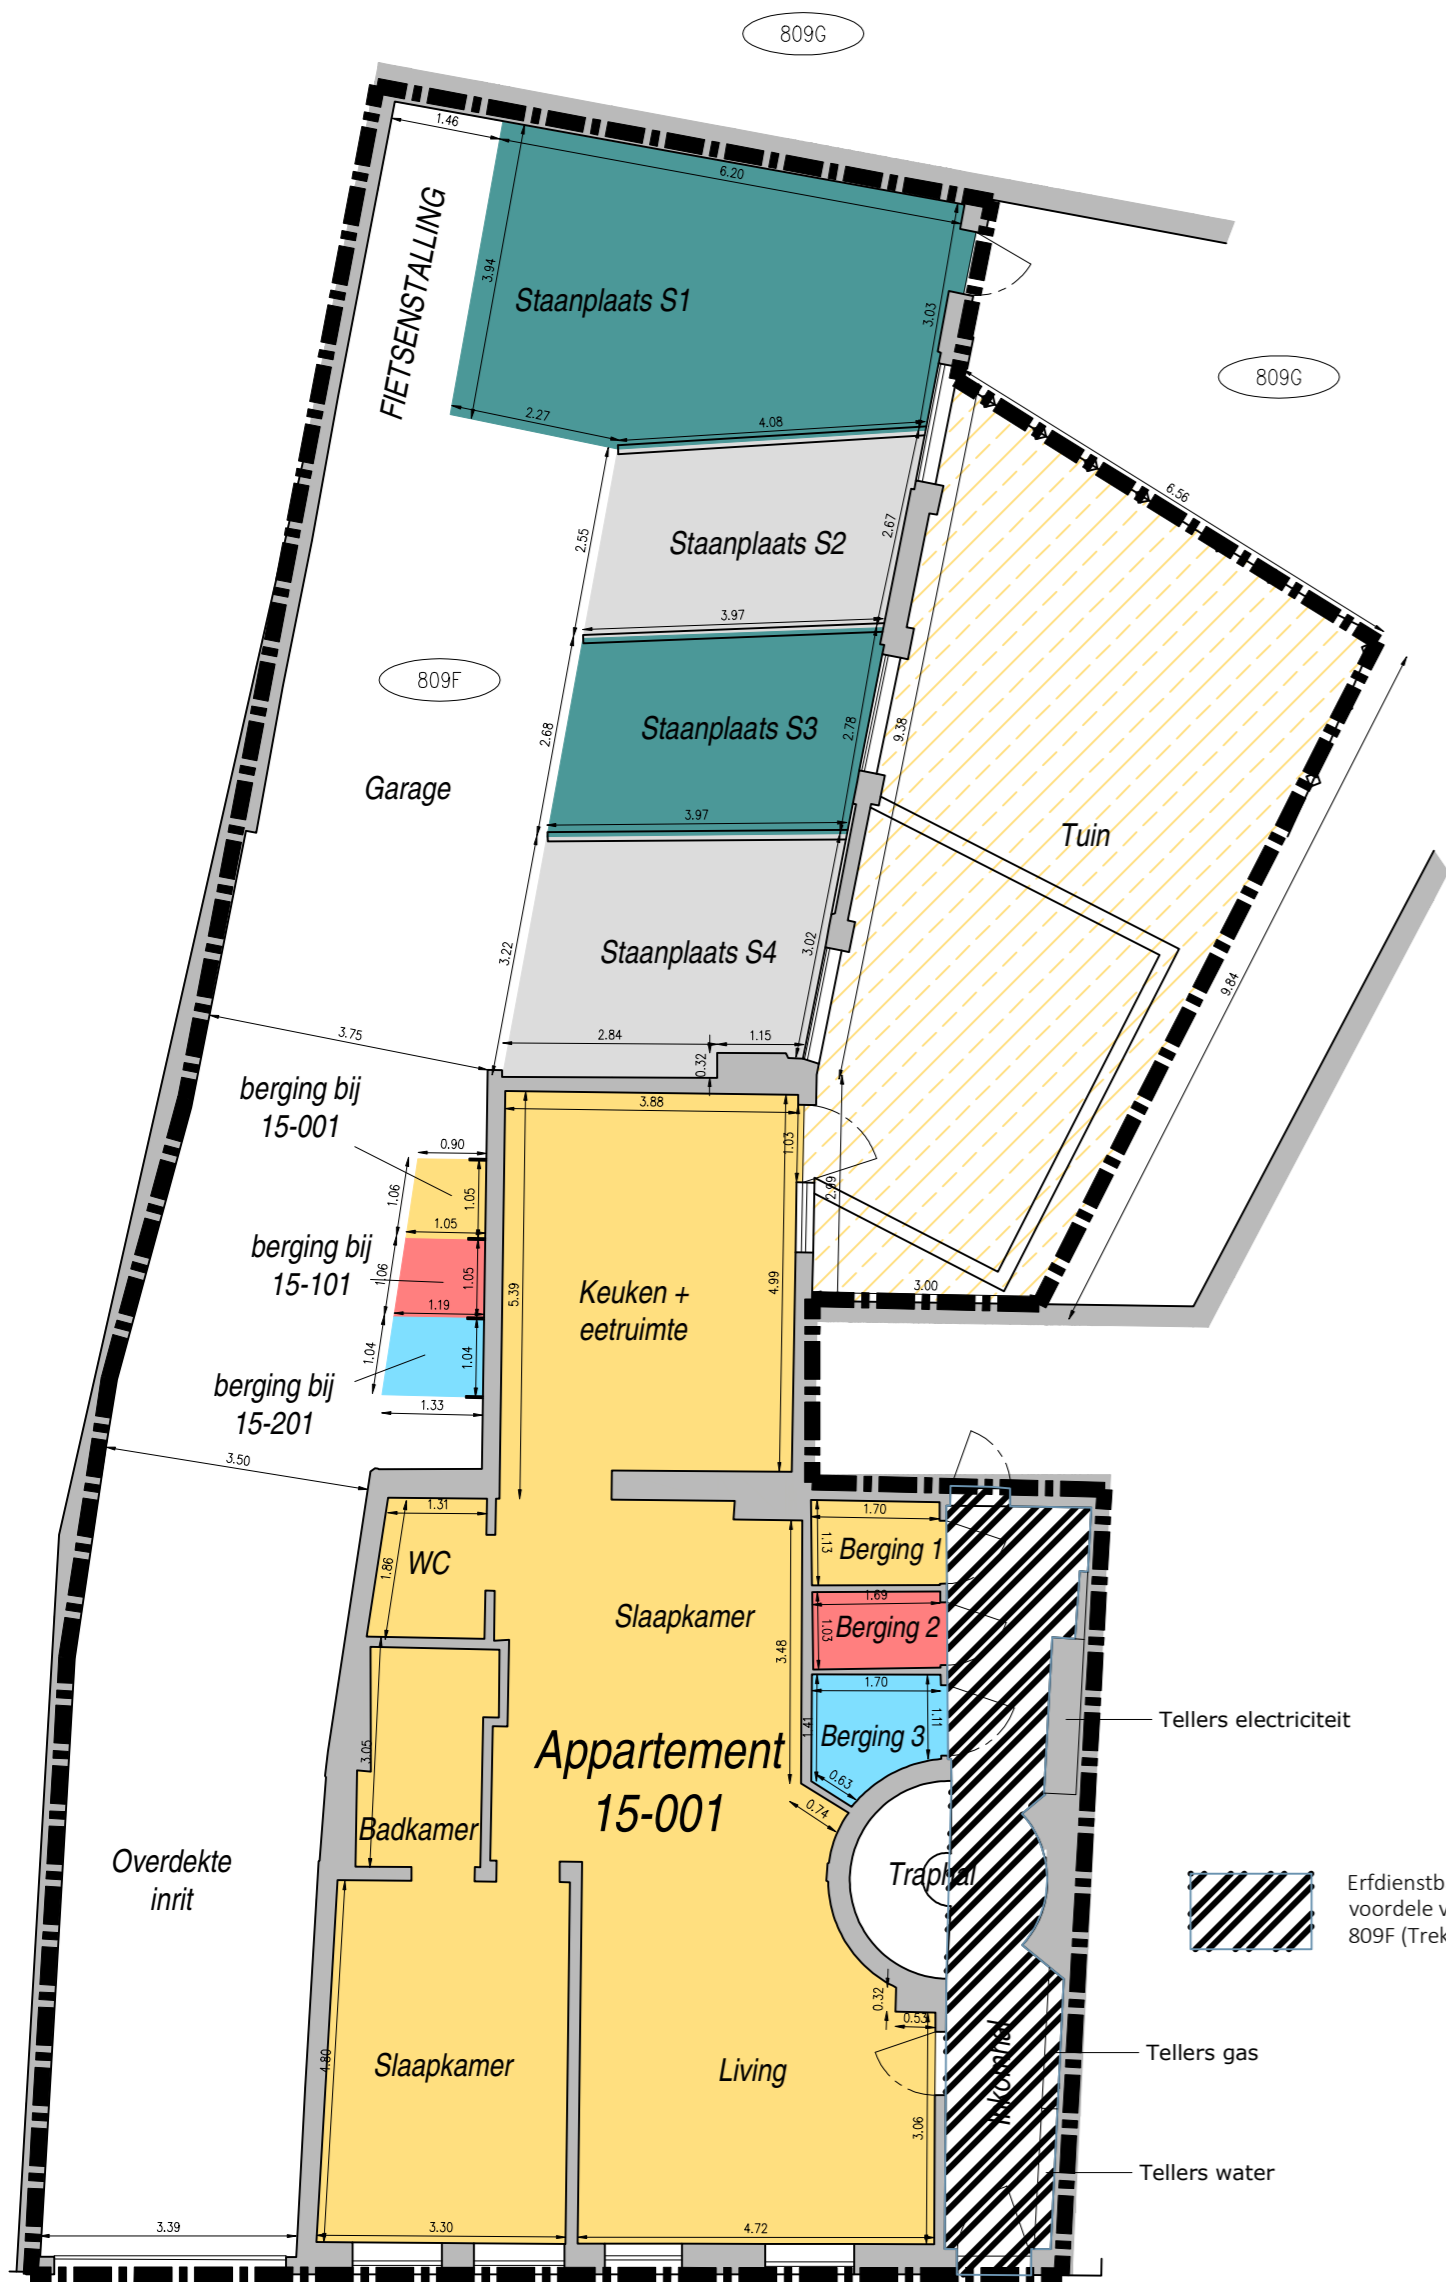 809G
1.46
6.20
FIETSENSTALLING
3.94
Staanplaats S1
3.03
809G
2.27
4.08
6.56
2.55
Staanplaats S2
2.67
3.97
809F
2.68
Staanplaats S3
2.78
9.38
Garage
3.97
Tuin
3.22
Staanplaats S4
3.02
9.84
2.84
1.15
0.32
3.75
berging bij
15-001
3.88
1.03
0.90
1.06
1.05
1.05
2.99
berging bij
15-101
1.06
1.05
1.19
5.39
4.99
Keuken +
eetruimte
3.00
1.04
1.04
berging bij
15-201
1.33
3.50
1.31
1.86
WC
1.70
1.13
Berging 1
Slaapkamer
1.69
1.03
Berging 2
3.48
1.70
1.41
1.11
Berging 3
0.63
Tellers electriciteit
3.05
Appartement
15-001
0.74
Badkamer
Overdekte
inrit
Traphal
Erfdienstb
voordele v
809F (Trek
0.32
0.53
4.80
Slaapkamer
Living
Inkomhal
Tellers gas
3.06
Tellers water
3.39
3.30
4.72